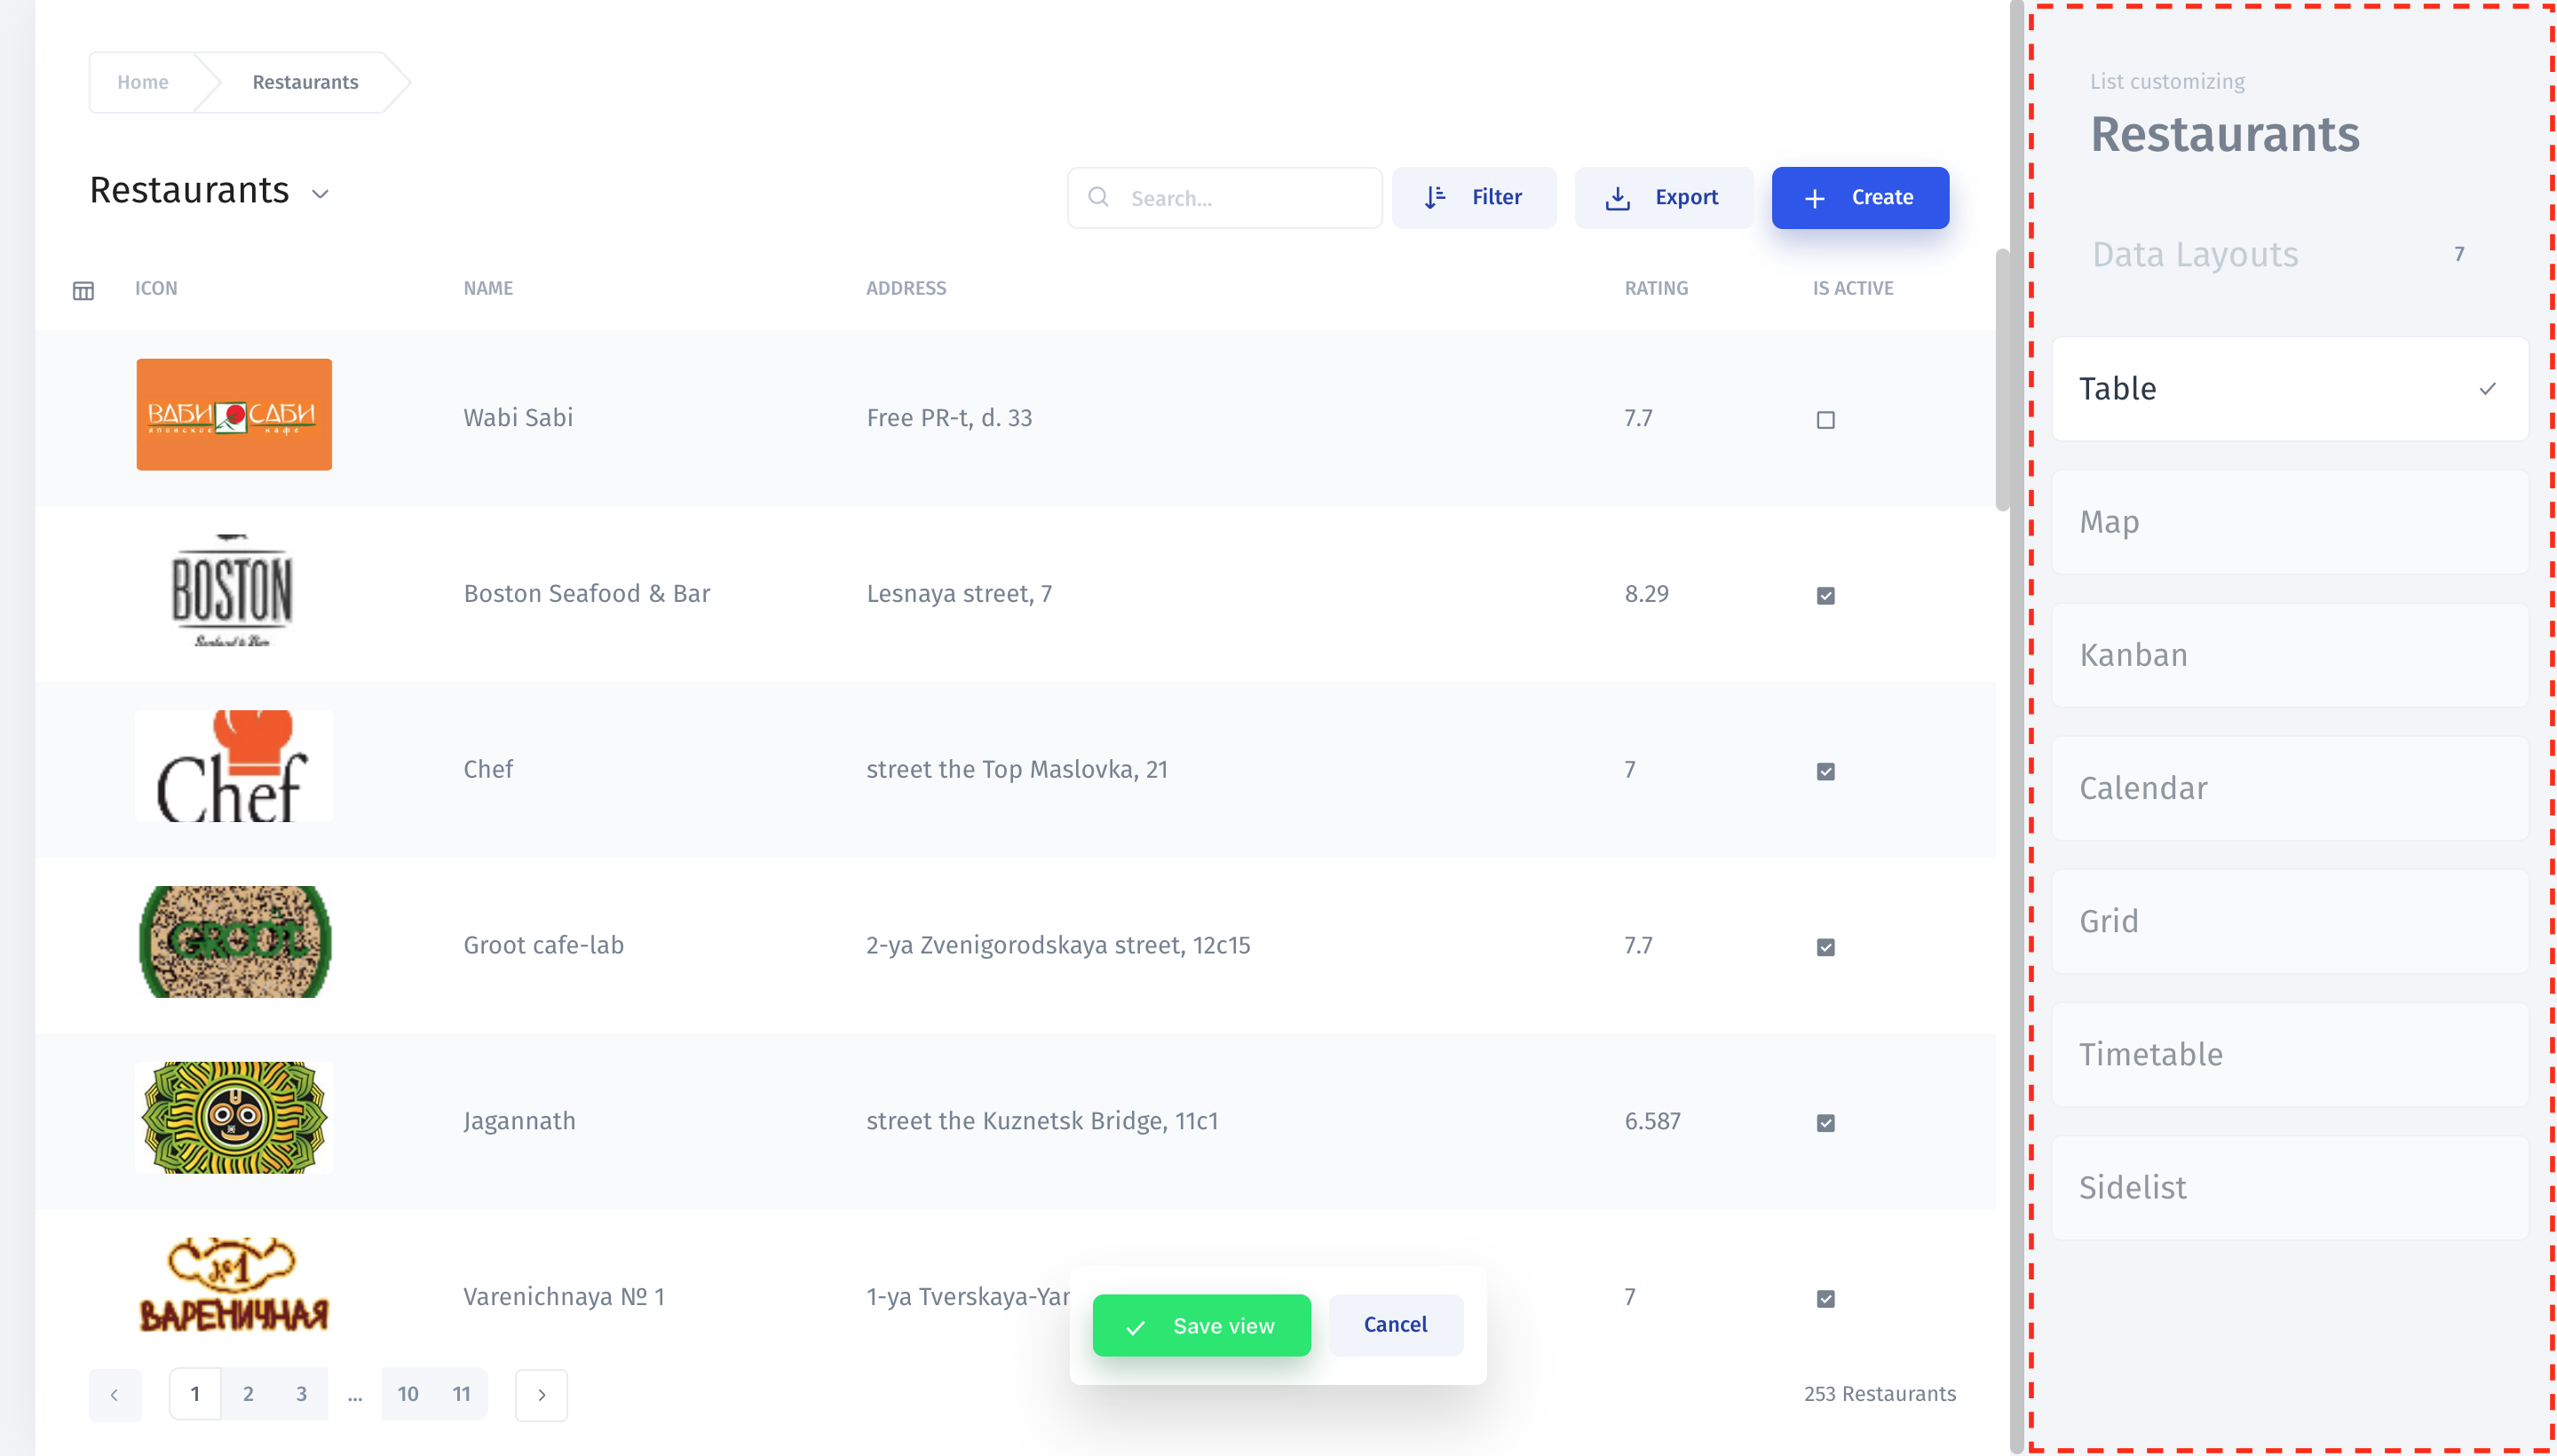 Home
Restaurants
Restaurants
Search...
Filter
Export
Create
ICON
NAME
ADDRESS
RATING
IS ACTIVE
ВАБИ САБИ
японское кафе
Wabi Sabi
Free PR-t, d. 33
7.7
BOSTON
Seafood & Bar
Boston Seafood & Bar
Lesnaya street, 7
8.29
Chef
Chef
street the Top Maslovka, 21
7
GROOT
Groot cafe-lab
2-ya Zvenigorodskaya street, 12c15
7.7
Jagannath
street the Kuznetsk Bridge, 11c1
6.587
№1
ВАРЕНИЧНАЯ
Varenichnaya № 1
1-ya Tverskaya-Yar
7
Save view
Cancel
1
2
3
...
10
11
253 Restaurants
List customizing
Restaurants
Data Layouts
7
Table
Map
Kanban
Calendar
Grid
Timetable
Sidelist